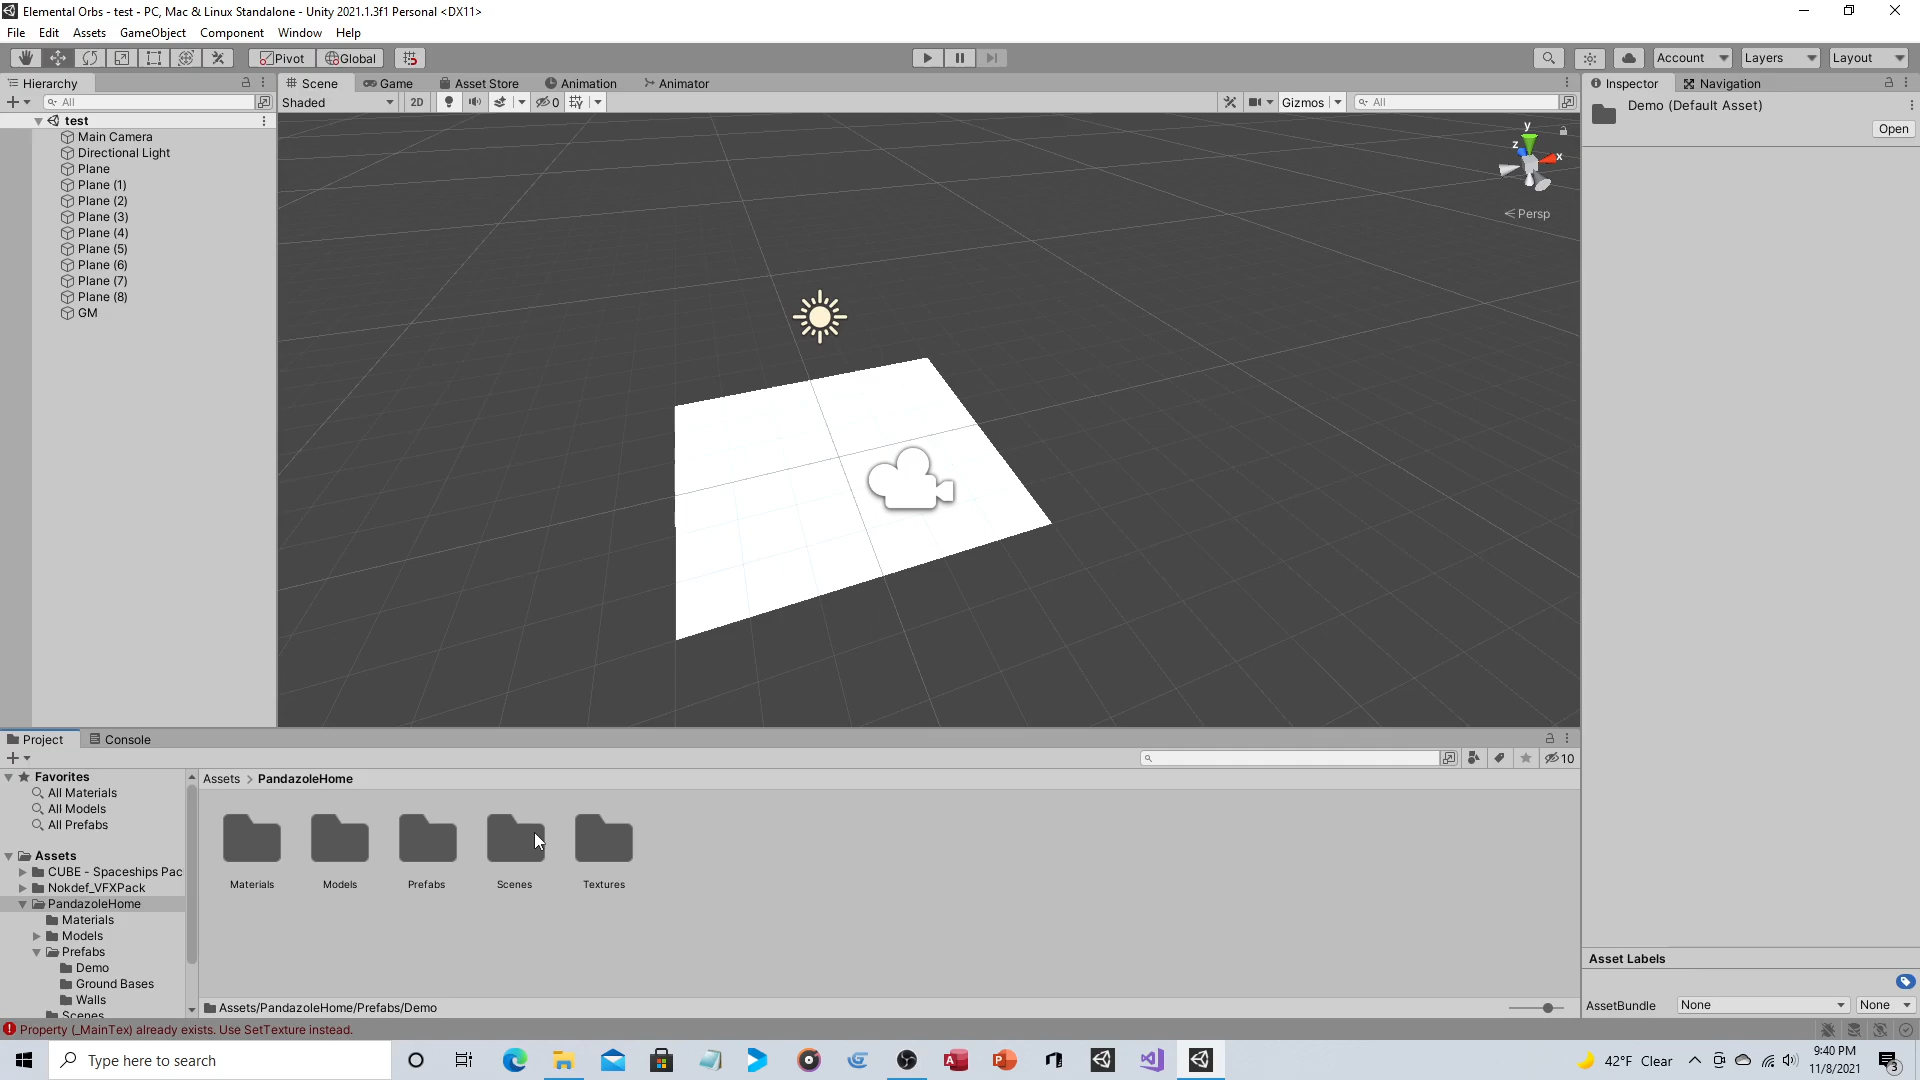 Elemental Orbs - test - PC, Mac & Linux Standalone - Unity 2021.1.3f1 Personal <DX11>
File Edit Assets GameObject Component Window Help
Pivot Global Account Layers Layout
Hierarchy Scene Game Asset Store Animation Animator Inspector Navigation
All Shaded 2D 0 Gizmos All
Demo (Default Asset)
Open
test
Main Camera
Directional Light
Plane
Plane (1)
Plane (2)
Plane (3)
Plane (4)
Plane (5)
Plane (6)
Plane (7)
Plane (8)
GM
y
z
x
Persp
Project Console
10
Favorites
All Materials
All Models
All Prefabs
Assets
CUBE - Spaceships Pac
Nokdef_VFXPack
PandazoleHome
Materials
Models
Prefabs
Demo
Ground Bases
Walls
Scenes
Assets > PandazoleHome
Materials Models Prefabs Scenes Textures
Assets/PandazoleHome/Prefabs/Demo
Asset Labels
AssetBundle None None
Property (_MainTex) already exists. Use SetTexture instead.
Type here to search
42°F Clear
9:40 PM
11/8/2021
3